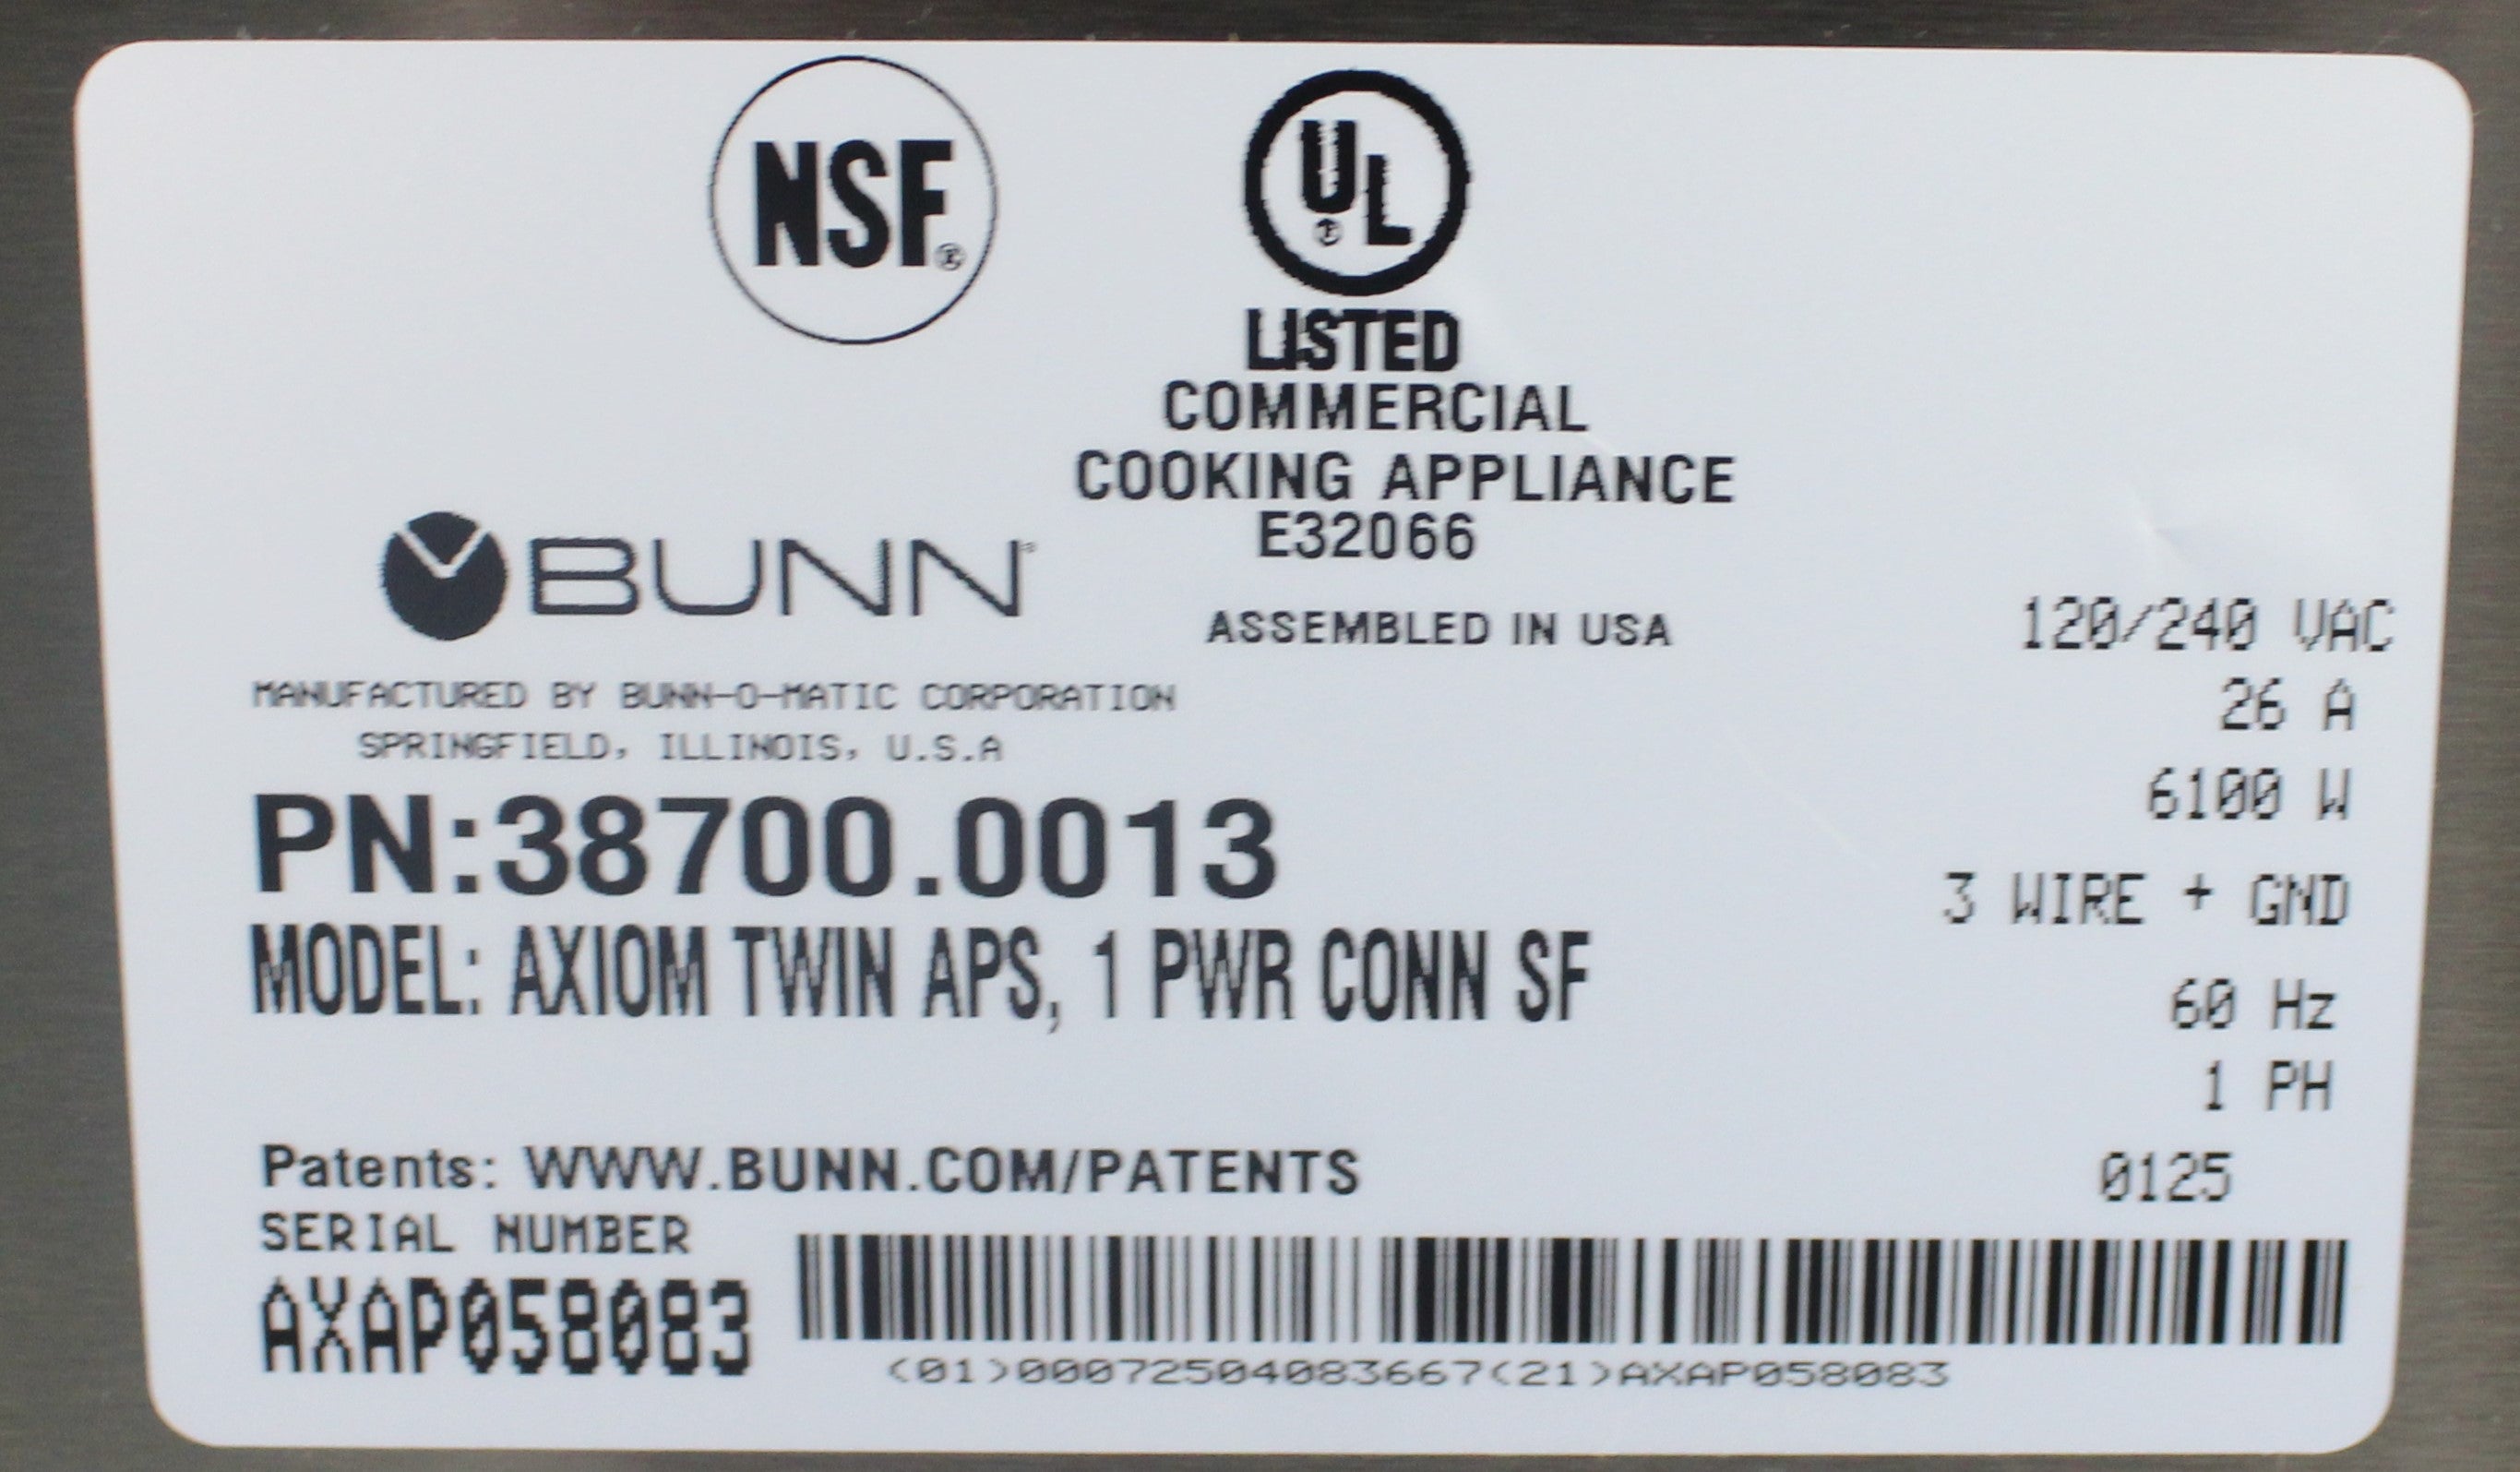 NSF®
UL®
LISTED
COMMERCIAL
COOKING APPLIANCE
E32066
BUNN®
ASSEMBLED IN USA
MANUFACTURED BY BUNN-O-MATIC CORPORATION
SPRINGFIELD, ILLINOIS, U.S.A
PN:38700.0013
MODEL: AXIOM TWIN APS, 1 PWR CONN SF
120/240 VAC
26 A
6100 W
3 WIRE + GND
60 Hz
1 PH
0125
Patents: WWW.BUNN.COM/PATENTS
SERIAL NUMBER
AXAP058083
(01)00072504083667(21)AXAP058083